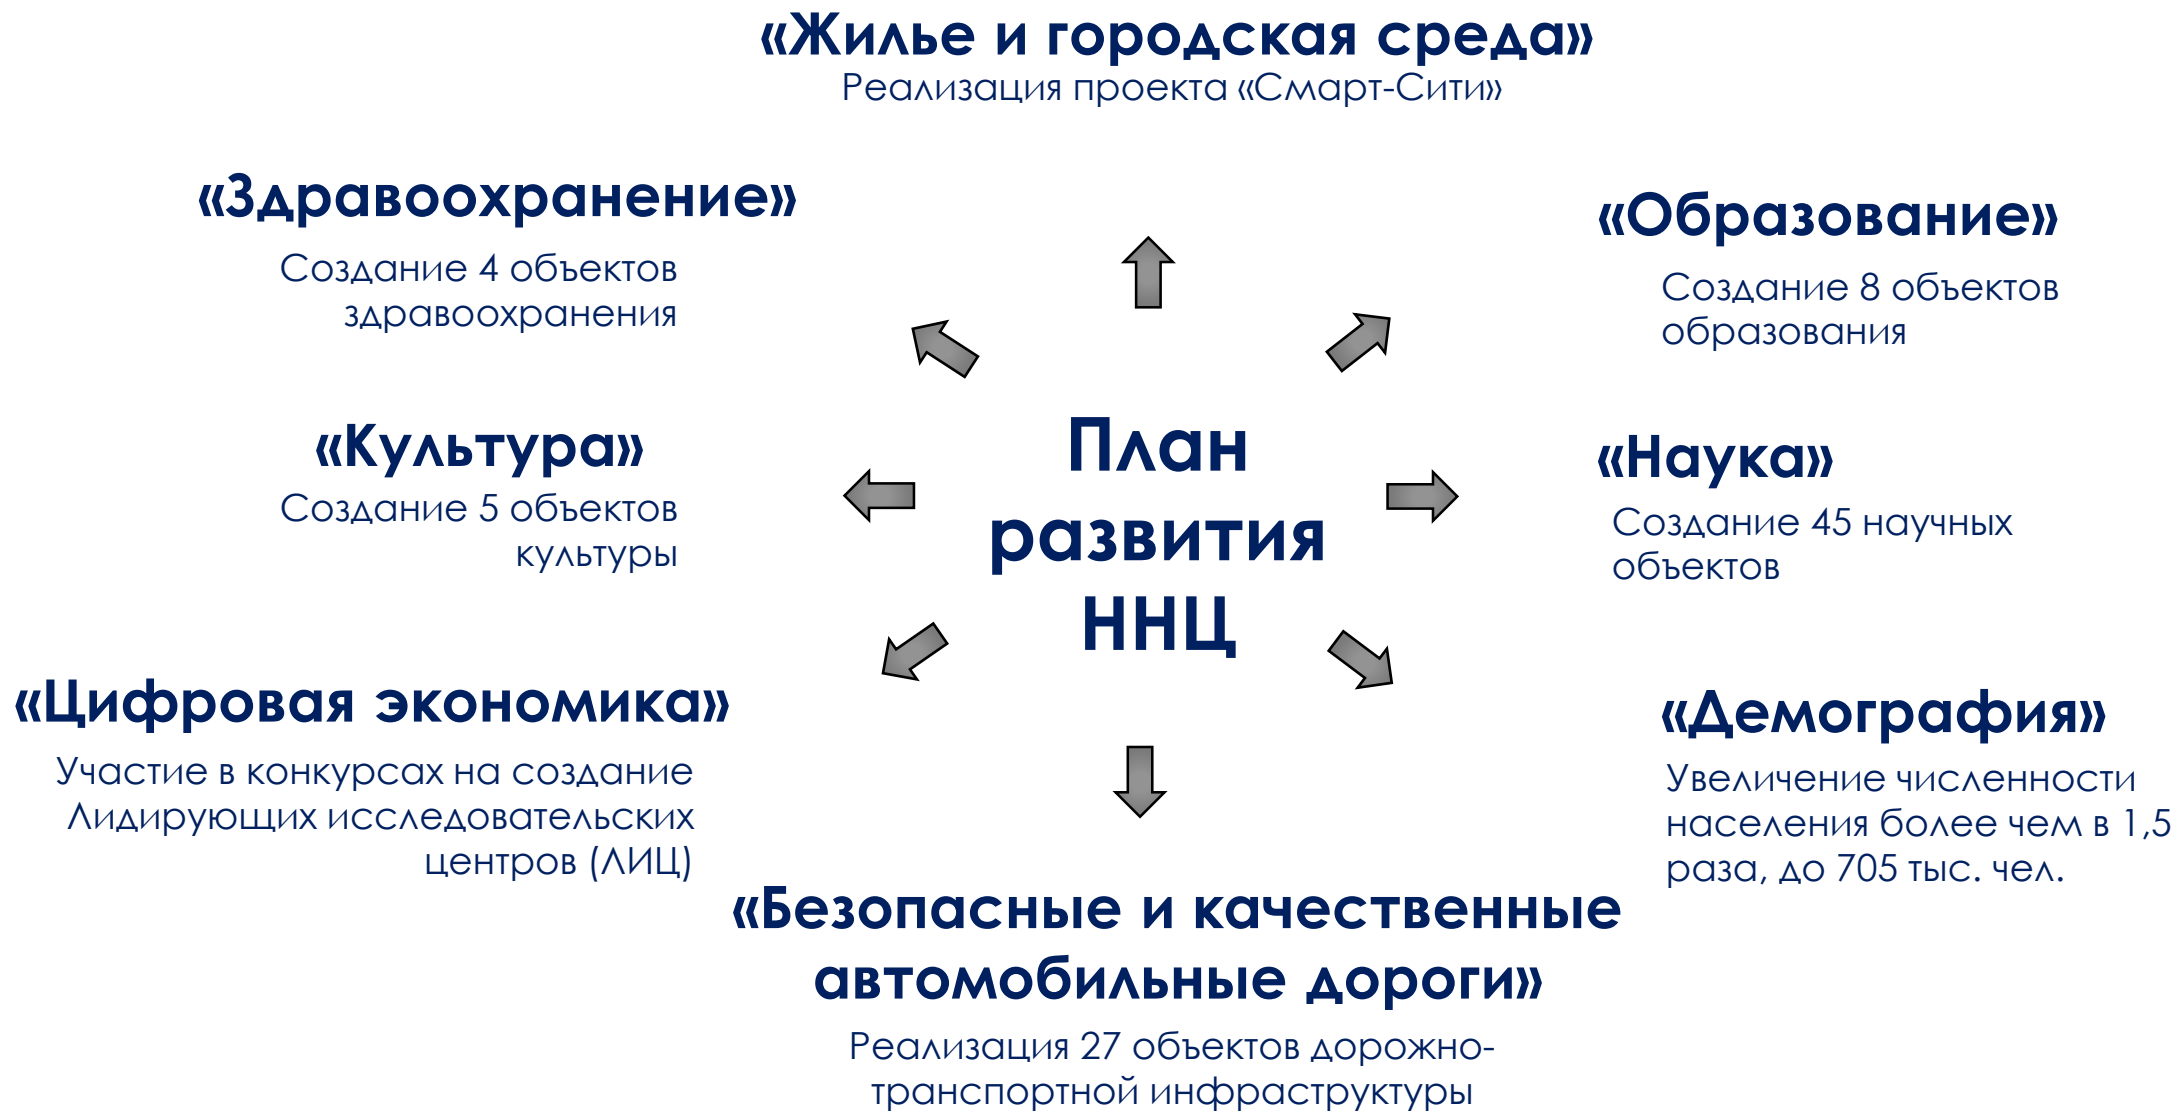 «Жилье и городская среда»
Реализация проекта «Смарт-Сити»
«Здравоохранение»
Создание 4 объектов
здравоохранения
«Образование»
Создание 8 объектов
образования
«Культура»
Создание 5 объектов
культуры
План
развития
ННЦ
«Наука»
Создание 45 научных
объектов
«Цифровая экономика»
Участие в конкурсах на создание
Лидирующих исследовательских
центров (ЛИЦ)
«Демография»
Увеличение численности
населения более чем в 1,5
раза, до 705 тыс. чел.
«Безопасные и качественные
автомобильные дороги»
Реализация 27 объектов дорожно-
транспортной инфраструктуры